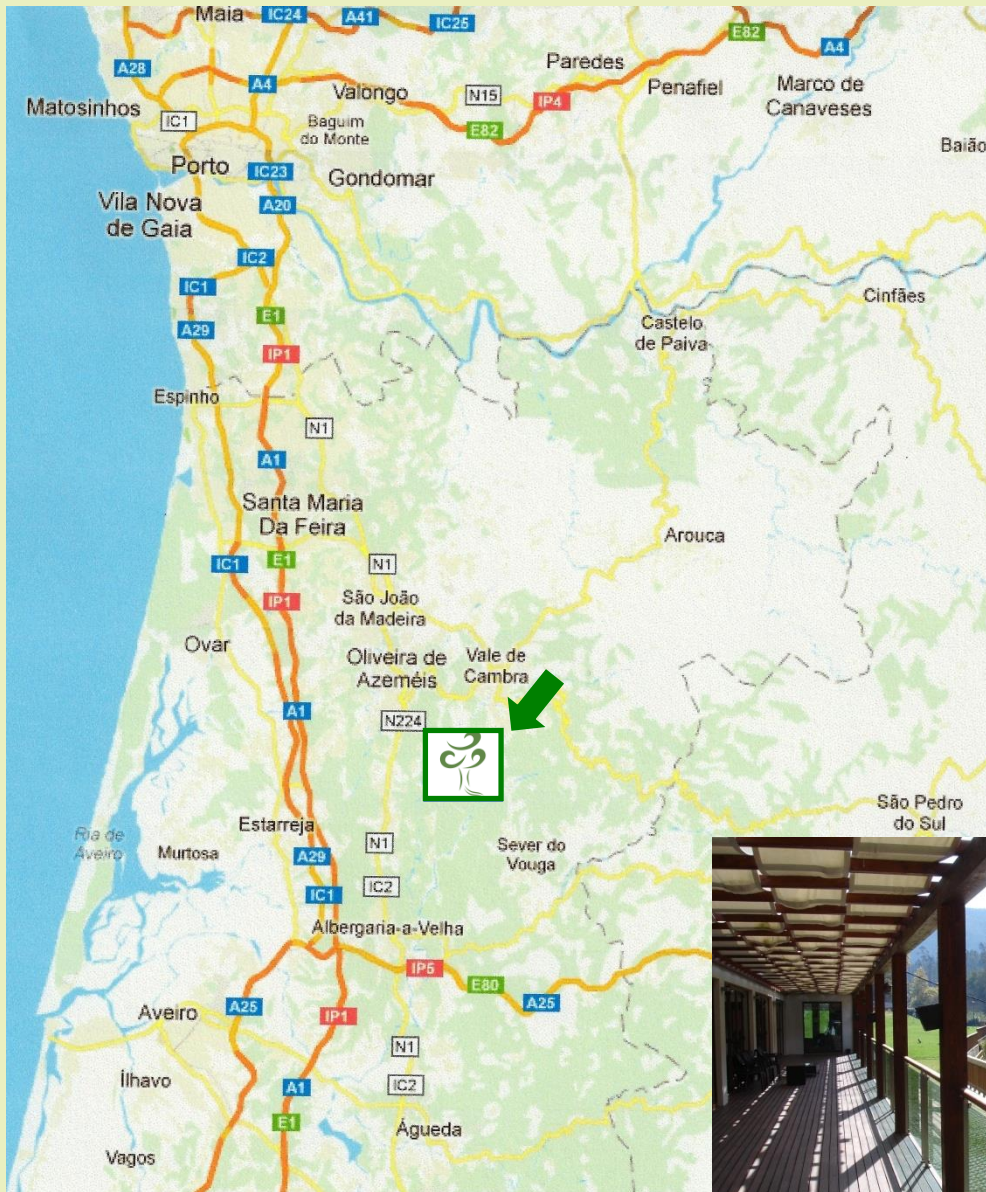 Maia
IC24
A41
IC25
E82
A4
A28
A4
Paredes
Matosinhos
IC1
Valongo
N15
IP4
Penafiel
Marco de
Canaveses
Baguim
do Monte
E82
Baião
Porto
IC23
Gondomar
Vila Nova
de Gaia
A20
IC2
IC1
Cinfães
E1
A29
Castelo
de Paiva
IP1
Espinho
N1
A1
Santa Maria
Da Feira
Arouca
IC1
E1
N1
IP1
São João
da Madeira
Ovar
Oliveira de
Azeméis
Vale de
Cambra
A1
N224
São Pedro
do Sul
Estarreja
Ria de
Aveiro
Murtosa
N1
Sever do
Vouga
A29
IC2
IC1
Albergaria-a-Velha
IP5
E80
A25
A25
Aveiro
IP1
N1
Ílhavo
A1
IC2
E1
Águeda
Vagos